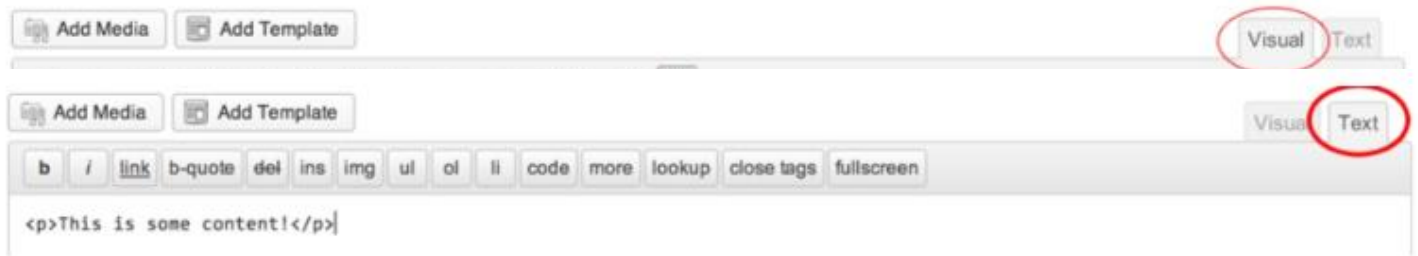 Add Media Add Template Visual Text
Add Media Add Template Visual Text
b i link b-quote del ins img ul ol li code more lookup close tags fullscreen
<p>This is some content!</p>